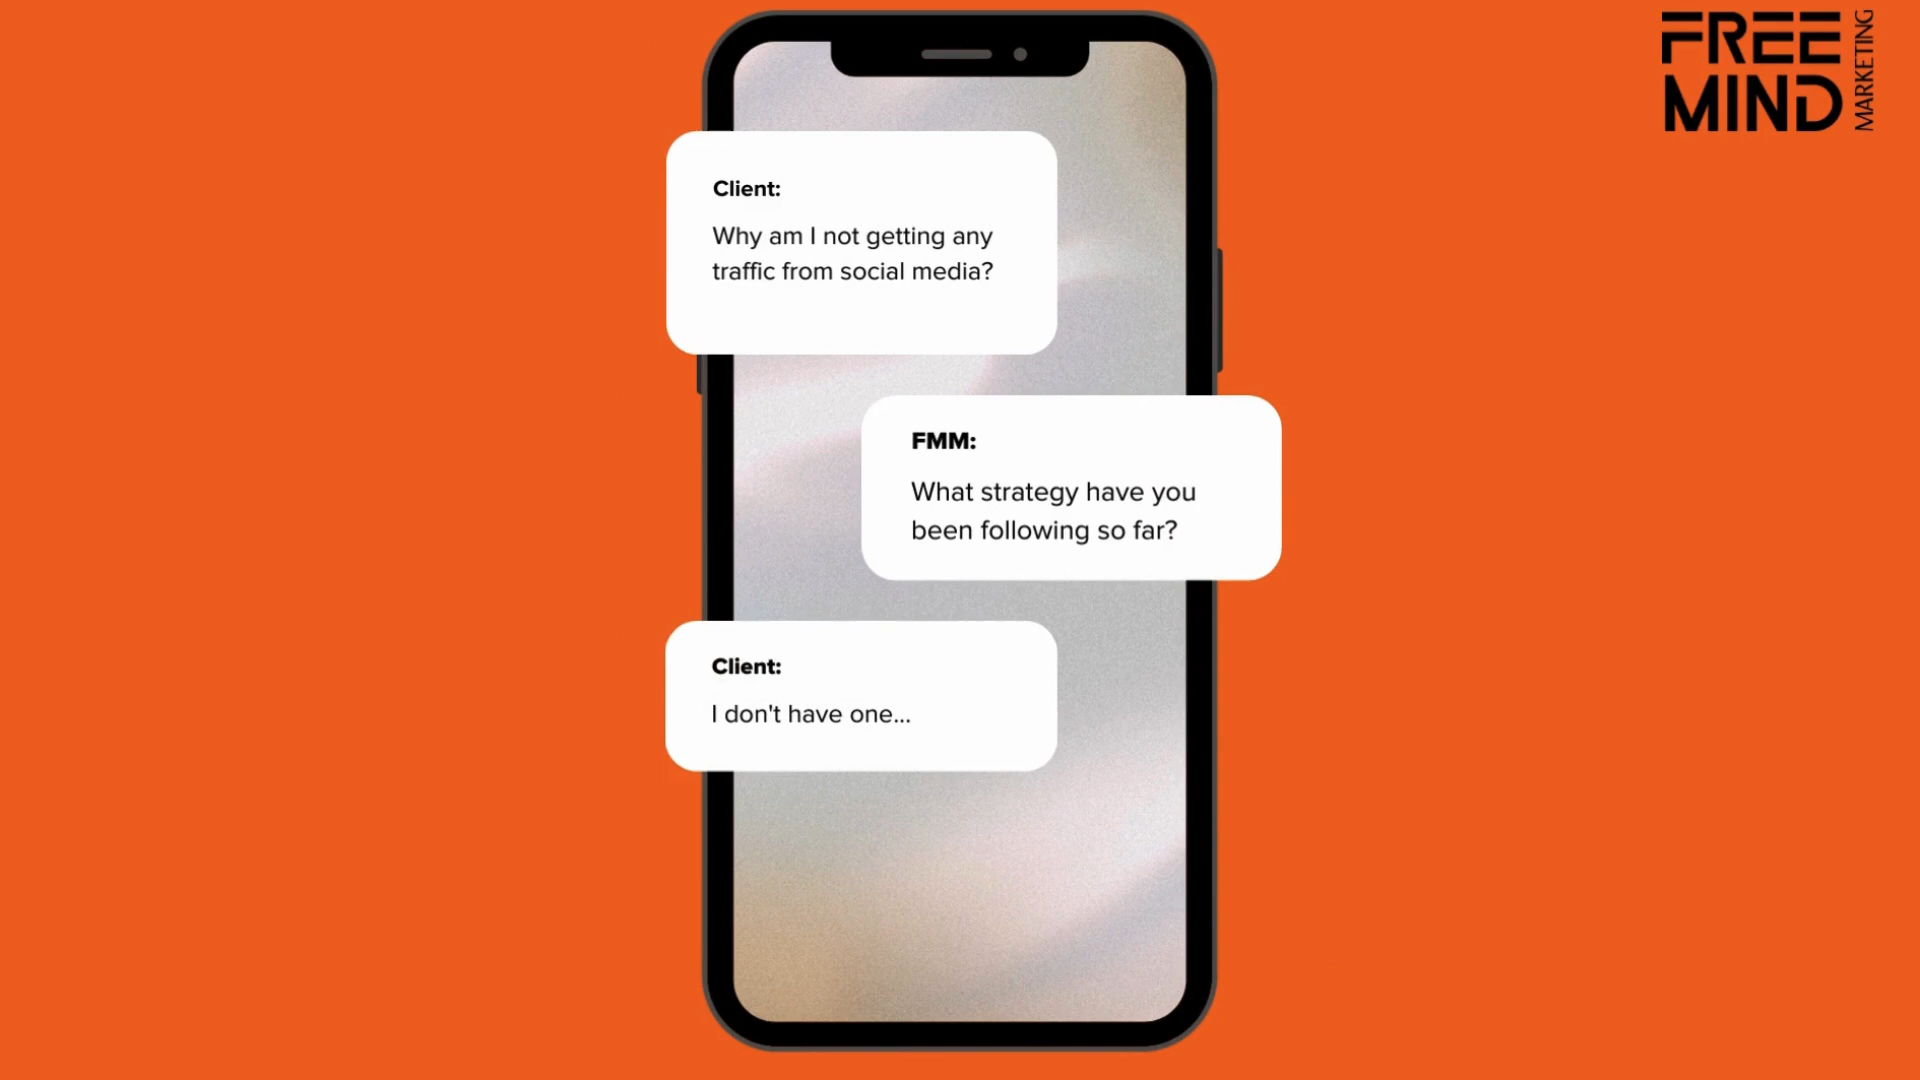 FREE
MIND
MARKETING
Client:
Why am I not getting any
traffic from social media?
FMM:
What strategy have you
been following so far?
Client:
I don't have one...